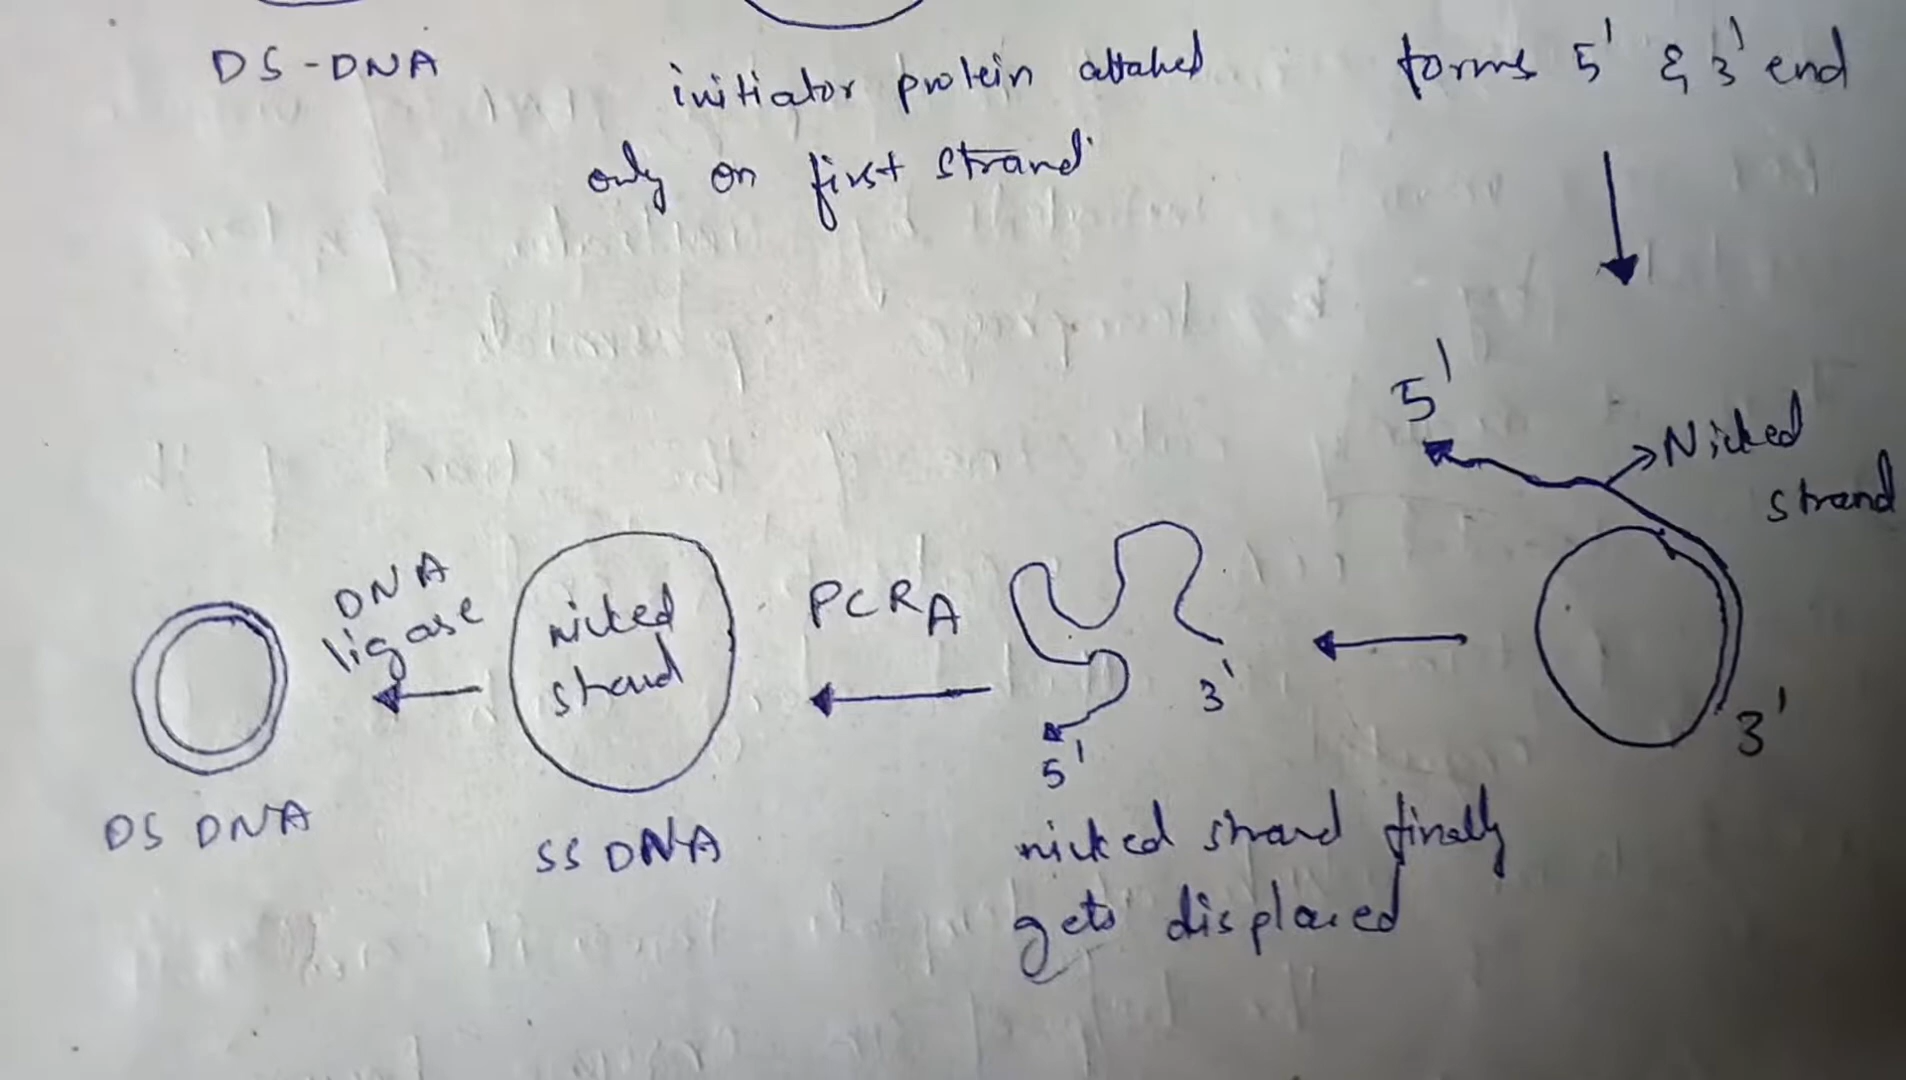 DS-DNA
initiator protein attahed
only on first strand
forms 5' & 3' end
5'
Nicked
strand
3'
3'
5'
nicked strand finally
gets displaced
PCRA
nicked
strand
SS DNA
DNA
ligase
DS DNA